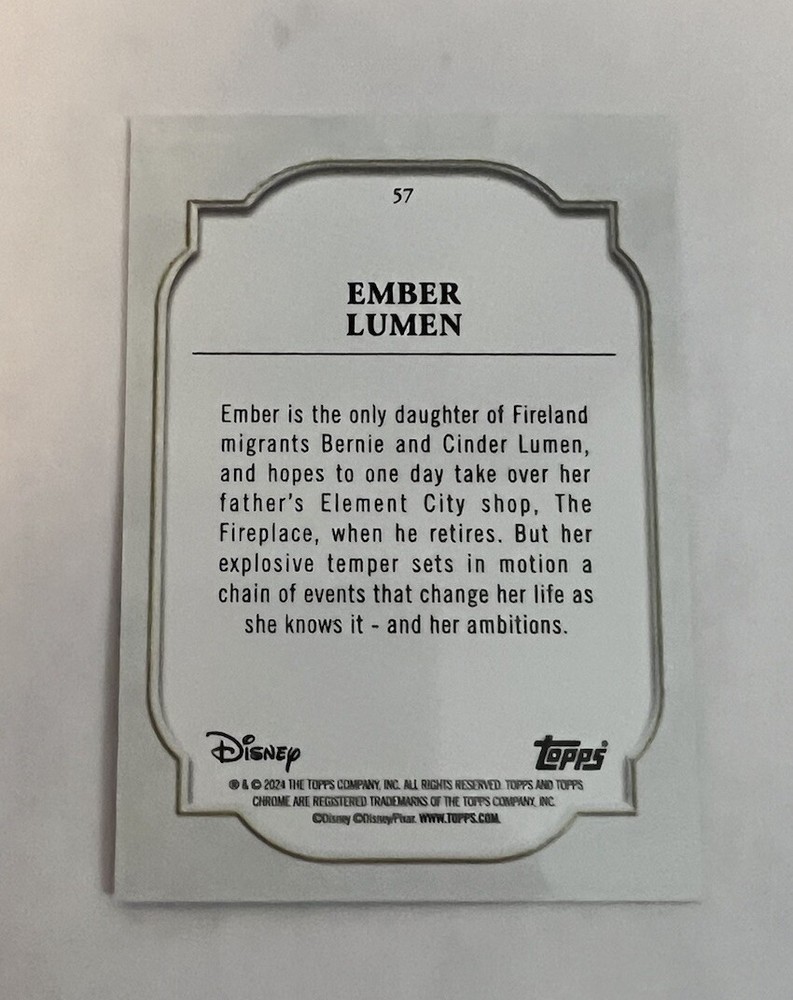 57
EMBER
LUMEN
Ember is the only daughter of Fireland
migrants Bernie and Cinder Lumen,
and hopes to one day take over her
father's Element City shop, The
Fireplace, when he retires. But her
explosive temper sets in motion a
chain of events that change her life as
she knows it - and her ambitions.
Disney topps
® & © 2024 THE TOPPS COMPANY, INC. ALL RIGHTS RESERVED. TOPPS AND TOPPS
CHROME ARE REGISTERED TRADEMARKS OF THE TOPPS COMPANY, INC.
©Disney ©Disney/Pixar. WWW.TOPPS.COM.